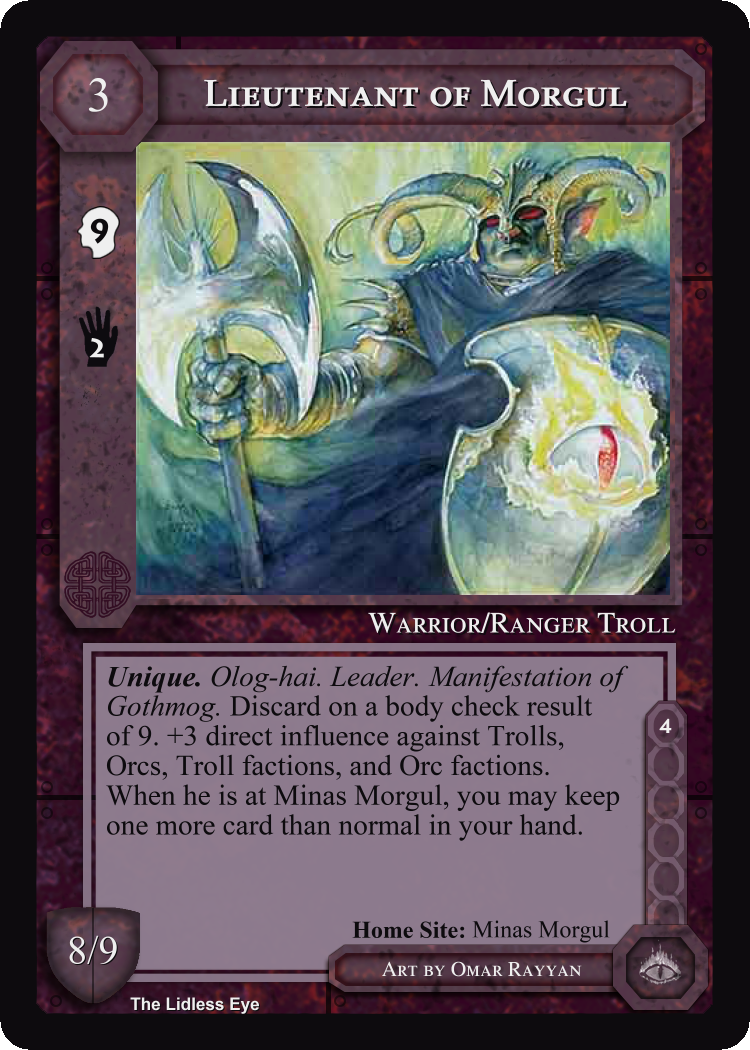 3
Lieutenant of Morgul
9
2
Warrior/Ranger Troll
Unique. Olog-hai. Leader. Manifestation of
Gothmog. Discard on a body check result
of 9. +3 direct influence against Trolls,
Orcs, Troll factions, and Orc factions.
When he is at Minas Morgul, you may keep
one more card than normal in your hand.
4
Home Site: Minas Morgul
8/9
Art by Omar Rayyan
The Lidless Eye